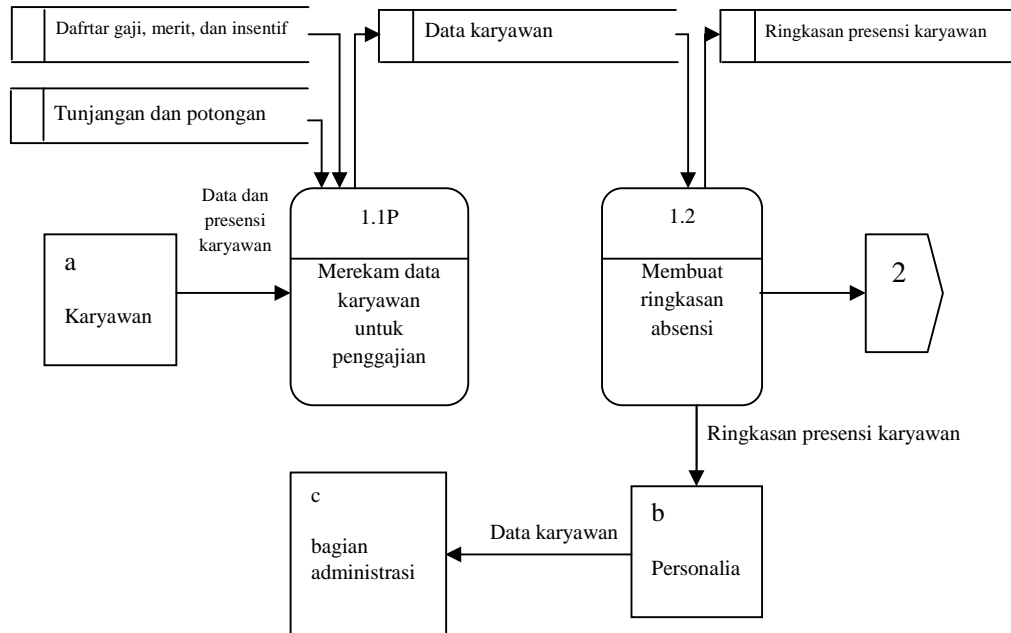 Dafrtar gaji, merit, dan insentif
Data karyawan
Ringkasan presensi karyawan
Tunjangan dan potongan
Data dan
presensi
karyawan
1.1P
Merekam data
karyawan
untuk
penggajian
1.2
Membuat
ringkasan
absensi
2
a
Karyawan
Ringkasan presensi karyawan
c
bagian
administrasi
Data karyawan
b
Personalia